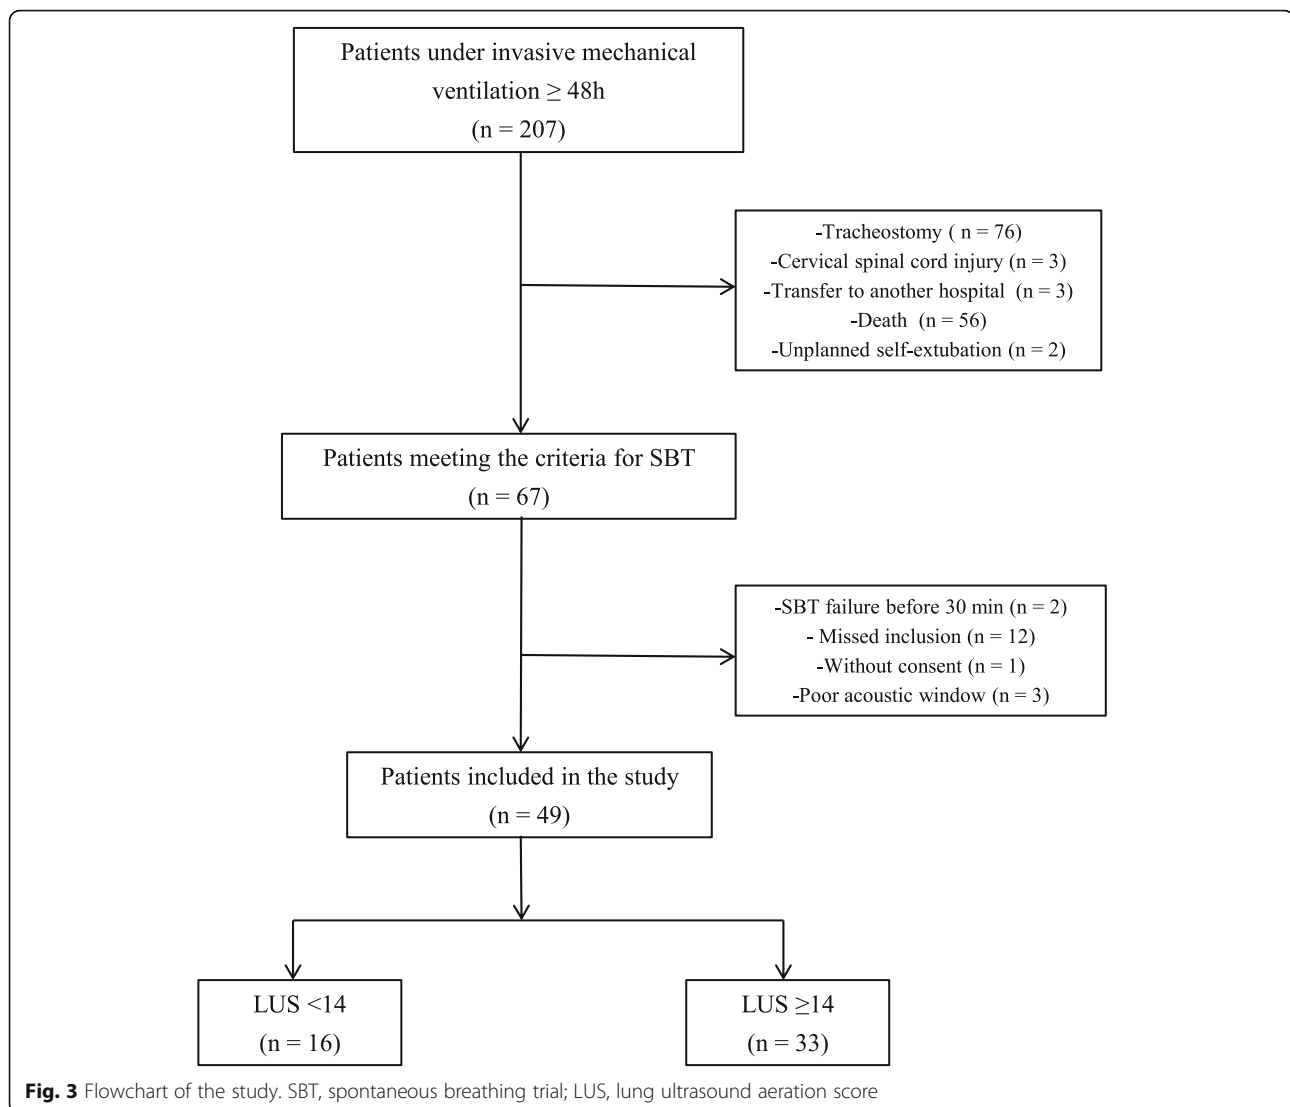 Patients under invasive mechanical
ventilation ≥ 48h
(n = 207)
-Tracheostomy ( n = 76)
-Cervical spinal cord injury (n = 3)
-Transfer to another hospital (n = 3)
-Death (n = 56)
-Unplanned self-extubation (n = 2)
Patients meeting the criteria for SBT
(n = 67)
-SBT failure before 30 min (n = 2)
- Missed inclusion (n = 12)
-Without consent (n = 1)
-Poor acoustic window (n = 3)
Patients included in the study
(n = 49)
LUS <14
(n = 16)
LUS ≥14
(n = 33)
Fig. 3 Flowchart of the study. SBT, spontaneous breathing trial; LUS, lung ultrasound aeration score